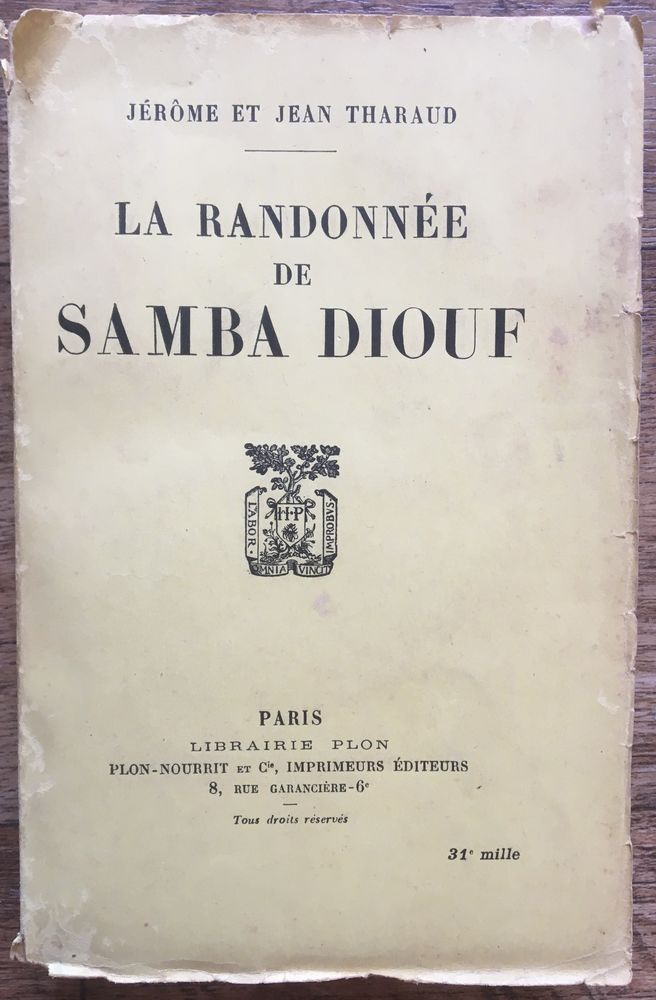 JÉRÔME ET JEAN THARAUD
LA RANDONNÉE
DE
SAMBA DIOUF
H·P
LABOR
IMPROBVS
OMNIA VINCIT
PARIS
LIBRAIRIE PLON
PLON-NOURRIT ET Cⁱᵉ, IMPRIMEURS ÉDITEURS
8, RUE GARANCIÈRE-6ᵉ
Tous droits réservés
31ᵉ mille